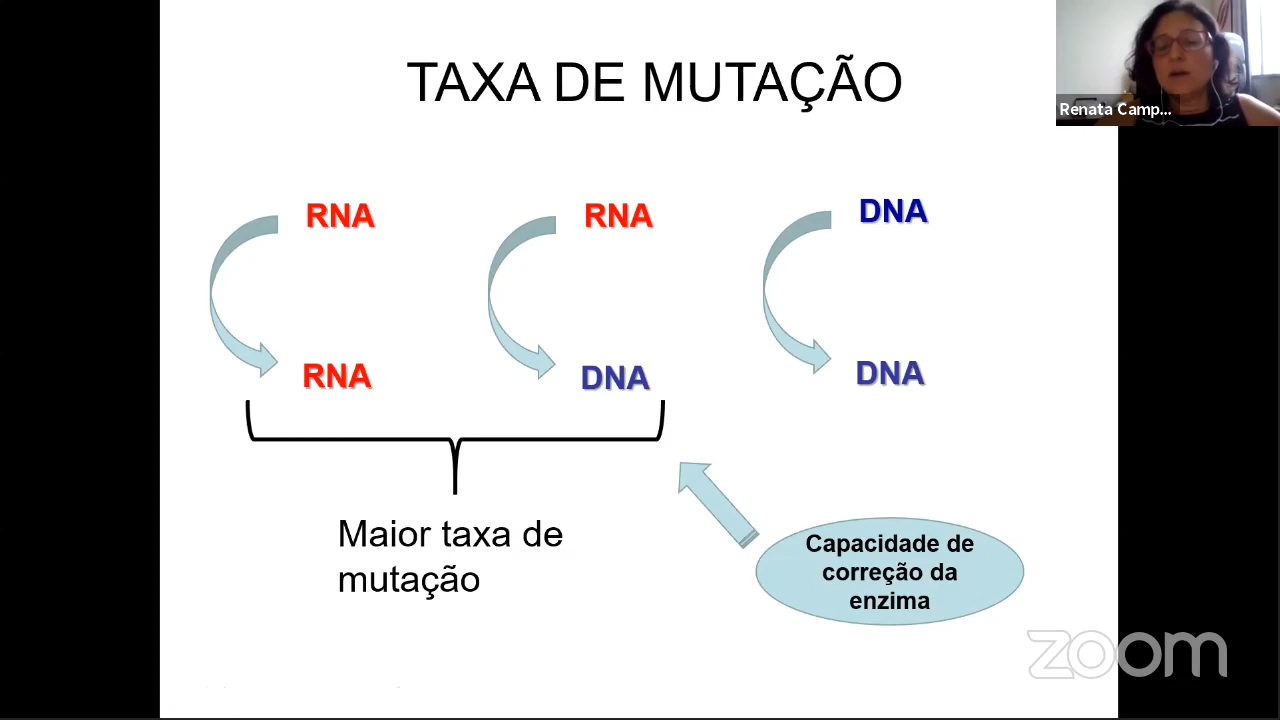 TAXA DE MUTAÇÃO
Renata Camp...
RNA
RNA
DNA
RNA
DNA
DNA
Maior taxa de
mutação
Capacidade de
correção da
enzima
zoom